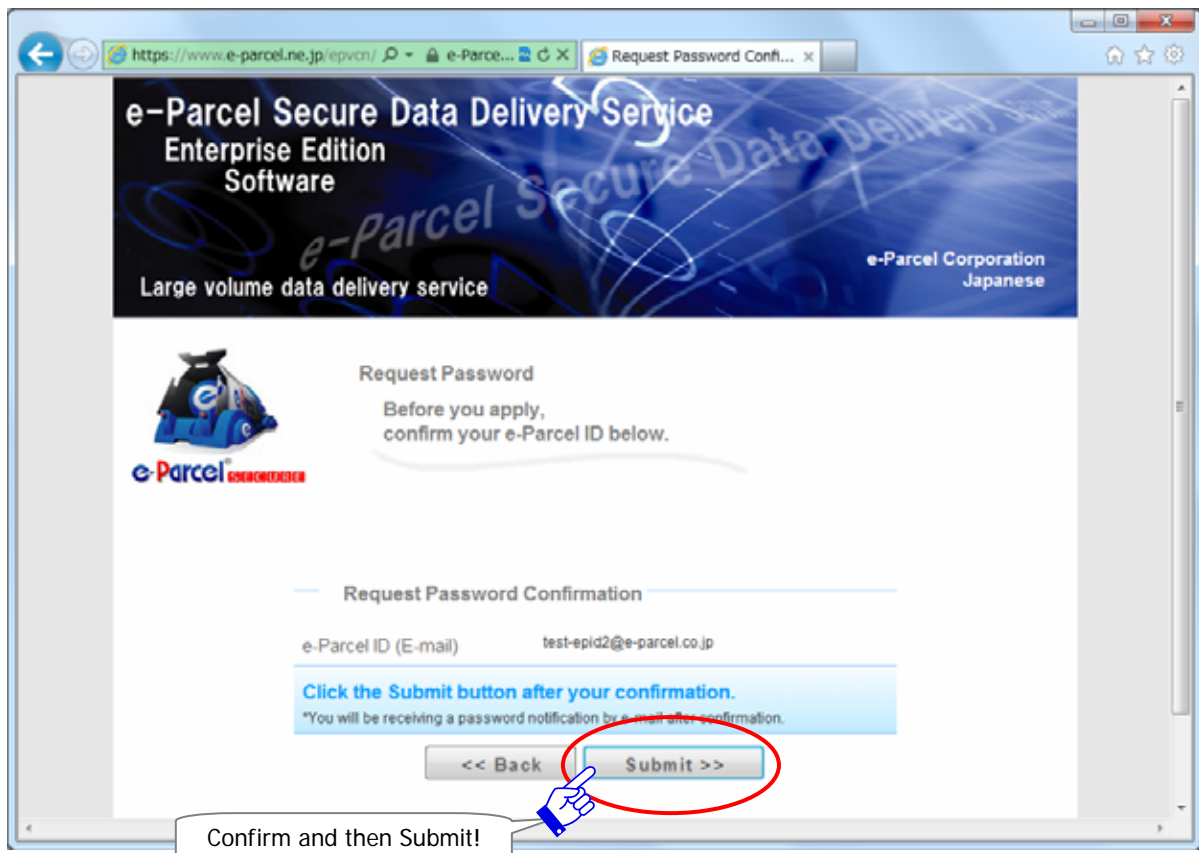 https://www.e-parcel.ne.jp/epvcn/ e-Parce... Request Password Confi...
e-Parcel Secure Data Delivery Service
Enterprise Edition
Software
e-Parcel Secure Data Delivery
Large volume data delivery service
e-Parcel Corporation
Japanese
Request Password
Before you apply,
confirm your e-Parcel ID below.
e-Parcel
Request Password Confirmation
e-Parcel ID (E-mail) test-epid2@e-parcel.co.jp
Click the Submit button after your confirmation.
*You will be receiving a password notification by e-mail after confirmation.
<< Back Submit >>
Confirm and then Submit!